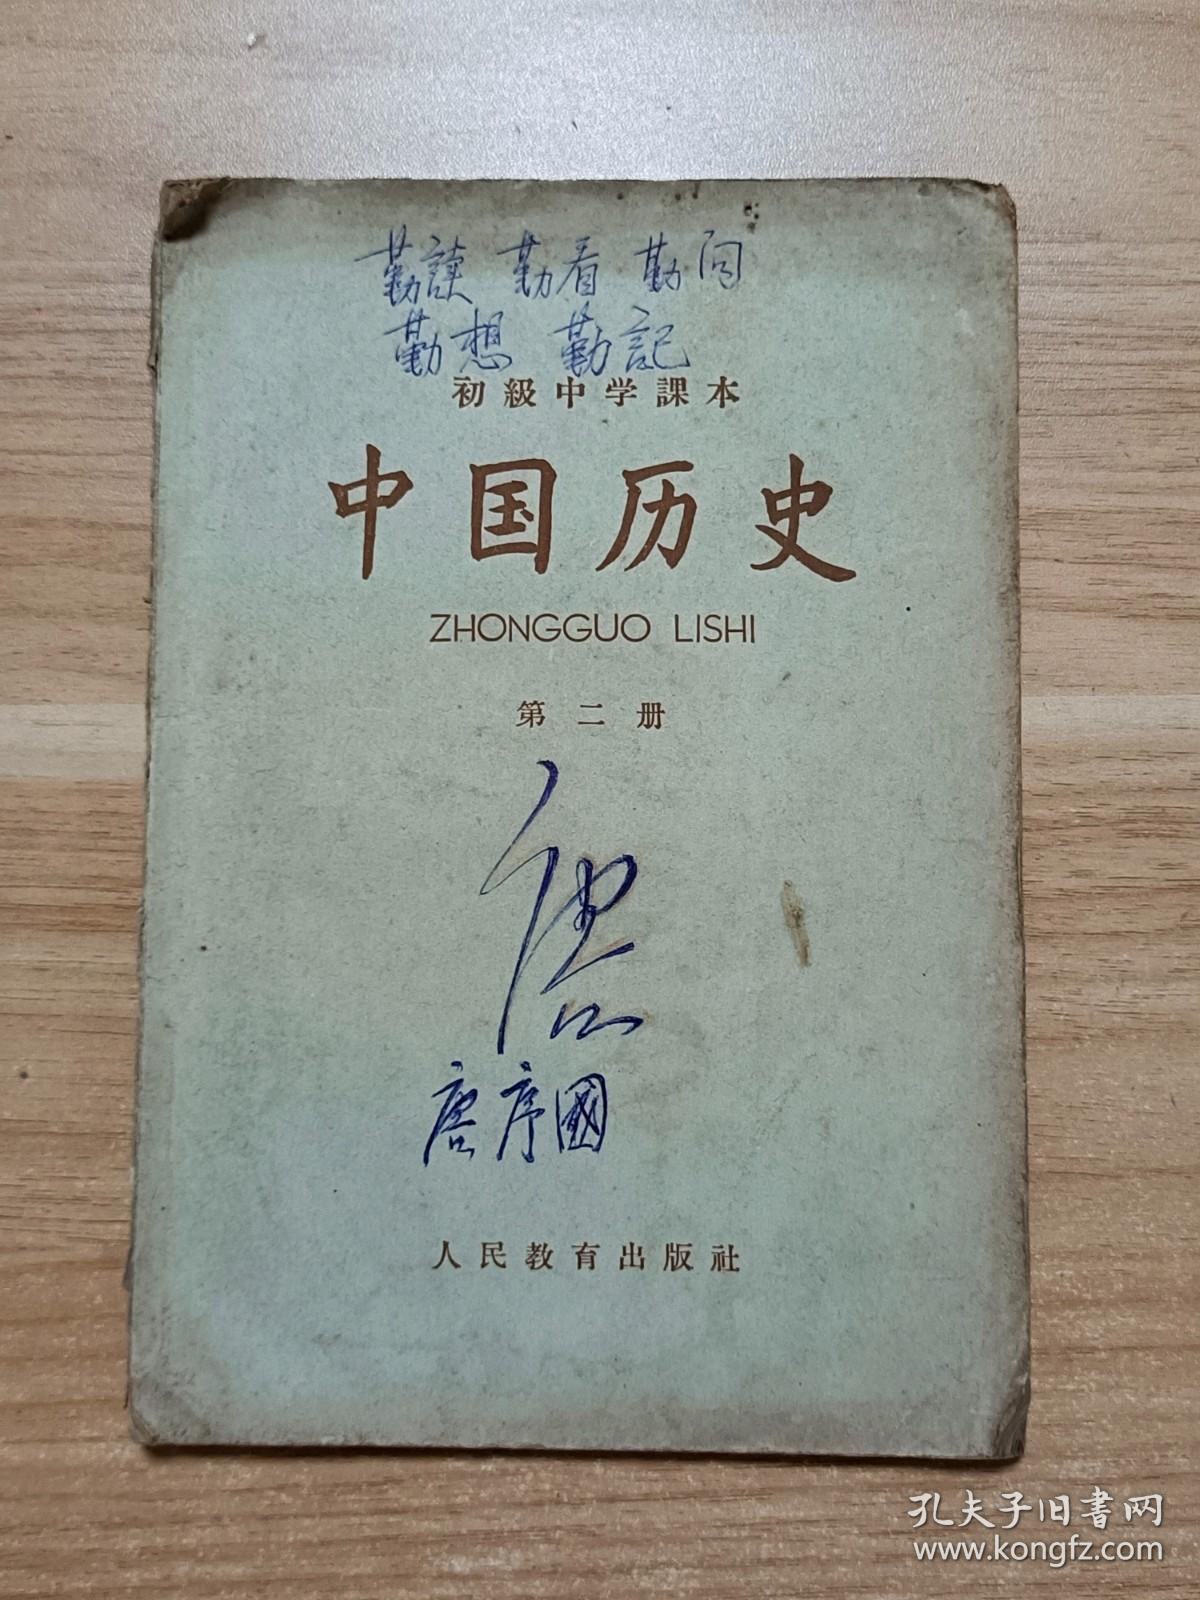 勤讀 勤看 勤问
勤想 勤記
初級中学課本
中国历史
ZHONGGUO LISHI
第二册
唐
唐序國
人民教育出版社
孔夫子旧书网
www.kongfz.com